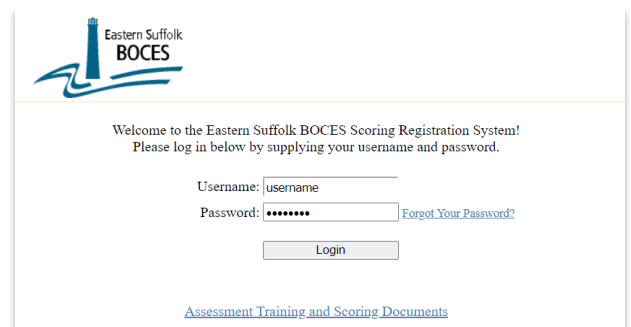 Eastern Suffolk
BOCES
Welcome to the Eastern Suffolk BOCES Scoring Registration System!
Please log in below by supplying your username and password.
Username: username
Password: •••••••• Forgot Your Password?
Login
Assessment Training and Scoring Documents